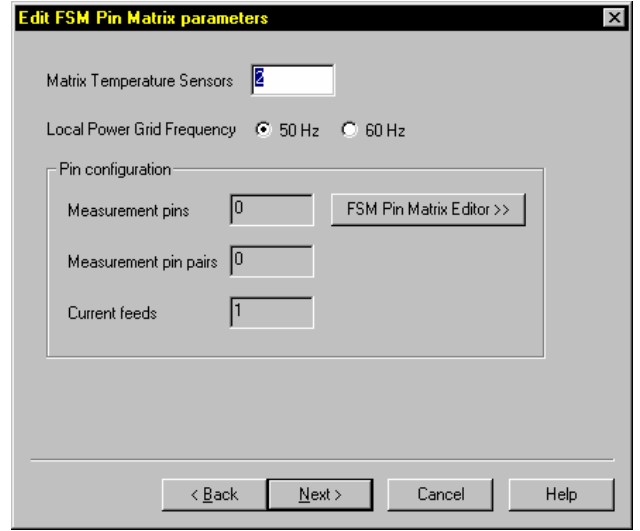 Edit FSM Pin Matrix parameters
Matrix Temperature Sensors 2
Local Power Grid Frequency 50 Hz 60 Hz
Pin configuration
Measurement pins 0 FSM Pin Matrix Editor >>
Measurement pin pairs 0
Current feeds 1
< Back Next > Cancel Help